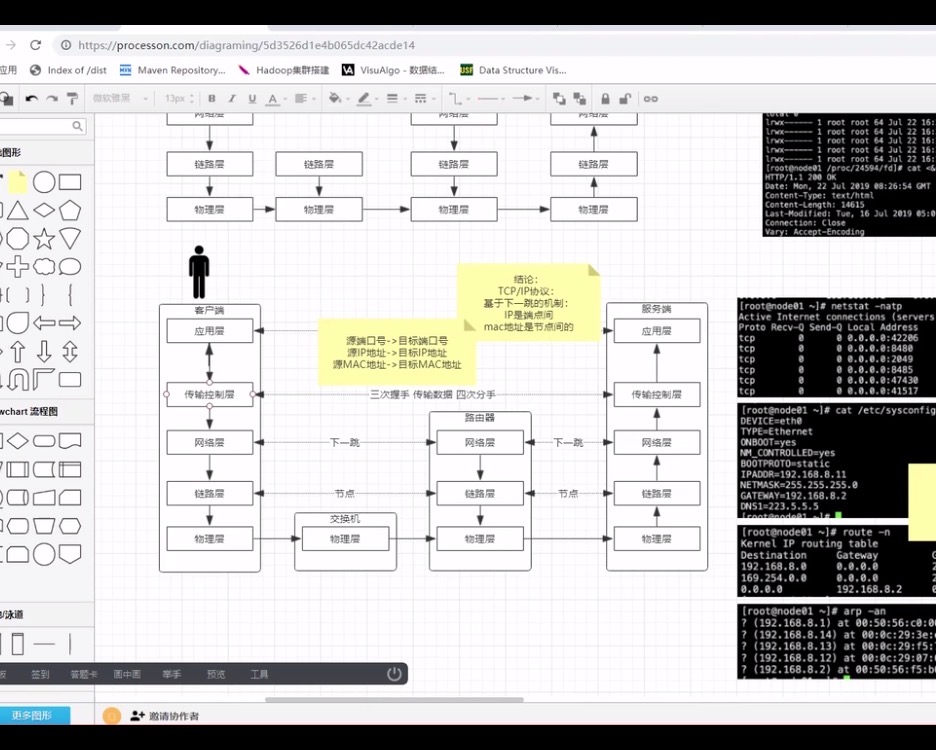 https://processon.com/diagraming/5d3526d1e4b065dc42acde14
应用 Index of /dist Maven Repository... Hadoop集群搭建 VisuAlgo - 数据结... Data Structure Vis...
微软雅黑 13px B I U A
网络层 网络层 网络层
链路层 链路层 链路层 链路层
物理层 物理层 物理层 物理层
lrwx------ 1 root root 64 Jul 22 16:
lrwx------ 1 root root 64 Jul 22 16:
lrwx------ 1 root root 64 Jul 22 16:
lrwx------ 1 root root 64 Jul 22 16:
[root@node01 /proc/24594/fd]# cat <&
HTTP/1.1 200 OK
Date: Mon, 22 Jul 2019 08:26:54 GMT
Content-Type: text/html
Content-Length: 14615
Last-Modified: Tue, 16 Jul 2019 05:0
Connection: Close
Vary: Accept-Encoding
图形
结论:
TCP/IP协议:
基于下一跳的机制:
IP是端点间
mac地址是节点间的
源端口号->目标端口号
源IP地址->目标IP地址
源MAC地址->目标MAC地址
客户端 服务端
应用层 应用层
传输控制层 三次握手 传输数据 四次分手 传输控制层
路由器
网络层 下一跳 网络层 下一跳 网络层
链路层 节点 链路层 节点 链路层
交换机
物理层 物理层 物理层 物理层
[root@node01 ~]# netstat -natp
Active Internet connections (servers
Proto Recv-Q Send-Q Local Address
tcp 0 0 0.0.0.0:42206
tcp 0 0 0.0.0.0:8480
tcp 0 0 0.0.0.0:2049
tcp 0 0 0.0.0.0:8485
tcp 0 0 0.0.0.0:47430
tcp 0 0 0.0.0.0:41517
[root@node01 ~]# cat /etc/sysconfig
DEVICE=eth0
TYPE=Ethernet
ONBOOT=yes
NM_CONTROLLED=yes
BOOTPROTO=static
IPADDR=192.168.8.11
NETMASK=255.255.255.0
GATEWAY=192.168.8.2
DNS1=223.5.5.5
[root@node01 ~]#
[root@node01 ~]# route -n
Kernel IP routing table
Destination Gateway G
192.168.8.0 0.0.0.0 2
169.254.0.0 0.0.0.0 2
0.0.0.0 192.168.8.2 0
[root@node01 ~]# arp -an
? (192.168.8.1) at 00:50:56:c0:00
? (192.168.8.14) at 00:0c:29:3e:
? (192.168.8.13) at 00:0c:29:f5:
? (192.168.8.12) at 00:0c:29:07:
? (192.168.8.2) at 00:50:56:f5:b
wchart 流程图
/泳道
板 签到 答题卡 画中画 举手 预览 工具
更多图形 邀请协作者